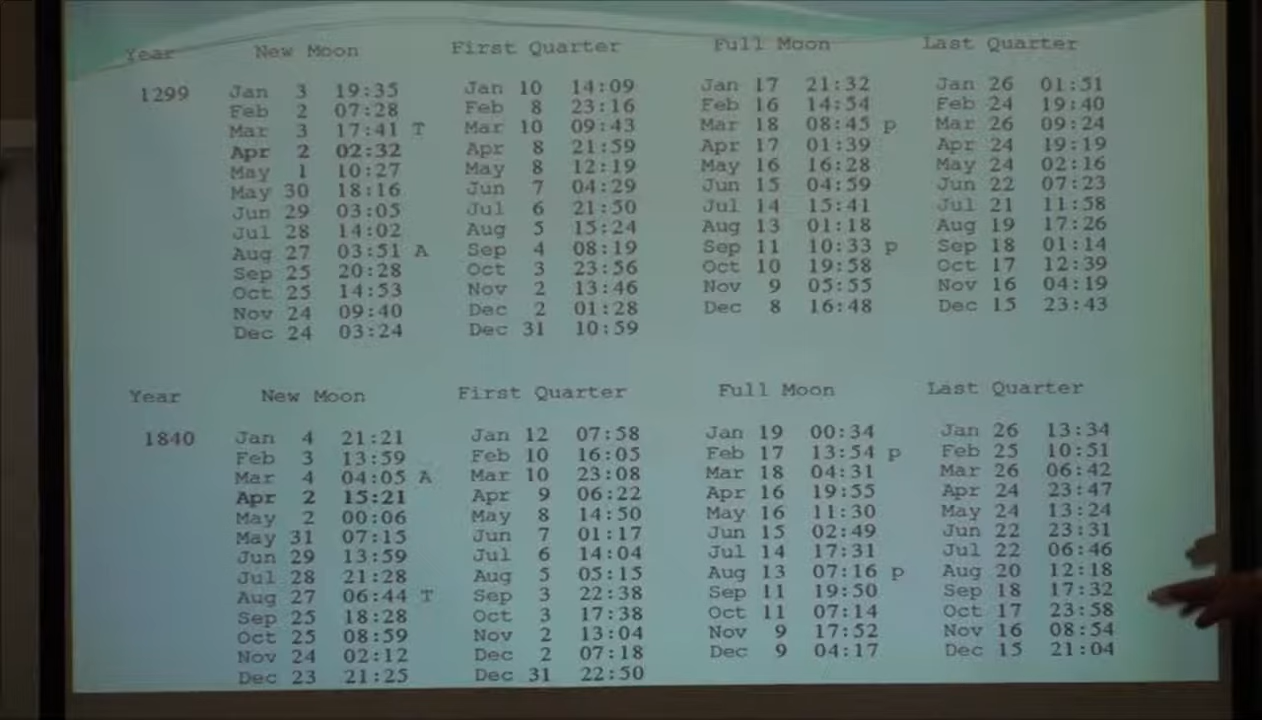 Year New Moon First Quarter Full Moon Last Quarter
1299 Jan 3 19:35 Jan 10 14:09 Jan 17 21:32 Jan 26 01:51
Feb 2 07:28 Feb 8 23:16 Feb 16 14:54 Feb 24 19:40
Mar 3 17:41 T Mar 10 09:43 Mar 18 08:45 p Mar 26 09:24
Apr 2 02:32 Apr 8 21:59 Apr 17 01:39 Apr 24 19:19
May 1 10:27 May 8 12:19 May 16 16:28 May 24 02:16
May 30 18:16 Jun 7 04:29 Jun 15 04:59 Jun 22 07:23
Jun 29 03:05 Jul 6 21:50 Jul 14 15:41 Jul 21 11:58
Jul 28 14:02 Aug 5 15:24 Aug 13 01:18 Aug 19 17:26
Aug 27 03:51 A Sep 4 08:19 Sep 11 10:33 p Sep 18 01:14
Sep 25 20:28 Oct 3 23:56 Oct 10 19:58 Oct 17 12:39
Oct 25 14:53 Nov 2 13:46 Nov 9 05:55 Nov 16 04:19
Nov 24 09:40 Dec 2 01:28 Dec 8 16:48 Dec 15 23:43
Dec 24 03:24 Dec 31 10:59
Year New Moon First Quarter Full Moon Last Quarter
1840 Jan 4 21:21 Jan 12 07:58 Jan 19 00:34 Jan 26 13:34
Feb 3 13:59 Feb 10 16:05 Feb 17 13:54 p Feb 25 10:51
Mar 4 04:05 A Mar 10 23:08 Mar 18 04:31 Mar 26 06:42
Apr 2 15:21 Apr 9 06:22 Apr 16 19:55 Apr 24 23:47
May 2 00:06 May 8 14:50 May 16 11:30 May 24 13:24
May 31 07:15 Jun 7 01:17 Jun 15 02:49 Jun 22 23:31
Jun 29 13:59 Jul 6 14:04 Jul 14 17:31 Jul 22 06:46
Jul 28 21:28 Aug 5 05:15 Aug 13 07:16 p Aug 20 12:18
Aug 27 06:44 T Sep 3 22:38 Sep 11 19:50 Sep 18 17:32
Sep 25 18:28 Oct 3 17:38 Oct 11 07:14 Oct 17 23:58
Oct 25 08:59 Nov 2 13:04 Nov 9 17:52 Nov 16 08:54
Nov 24 02:12 Dec 2 07:18 Dec 9 04:17 Dec 15 21:04
Dec 23 21:25 Dec 31 22:50